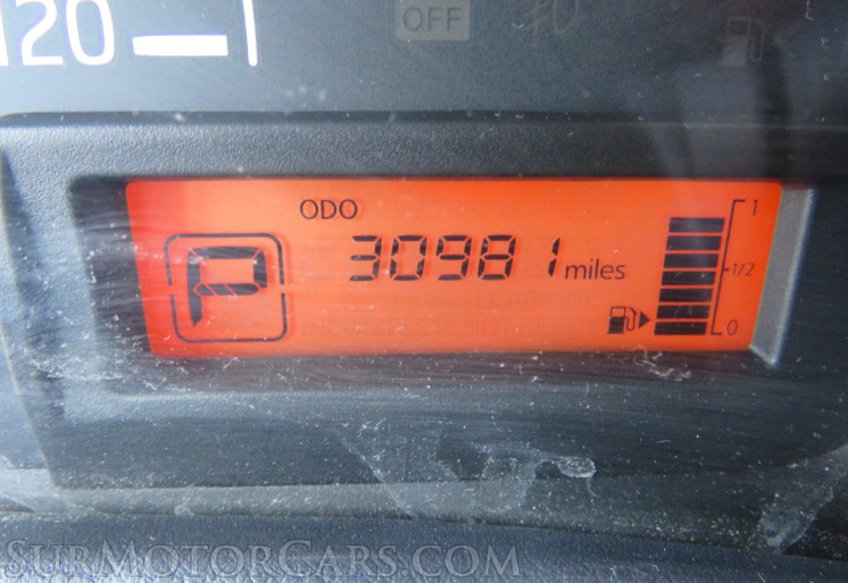 120
OFF
ODO
1
P
30981 miles
1/2
0
SURMOTORCARS.COM